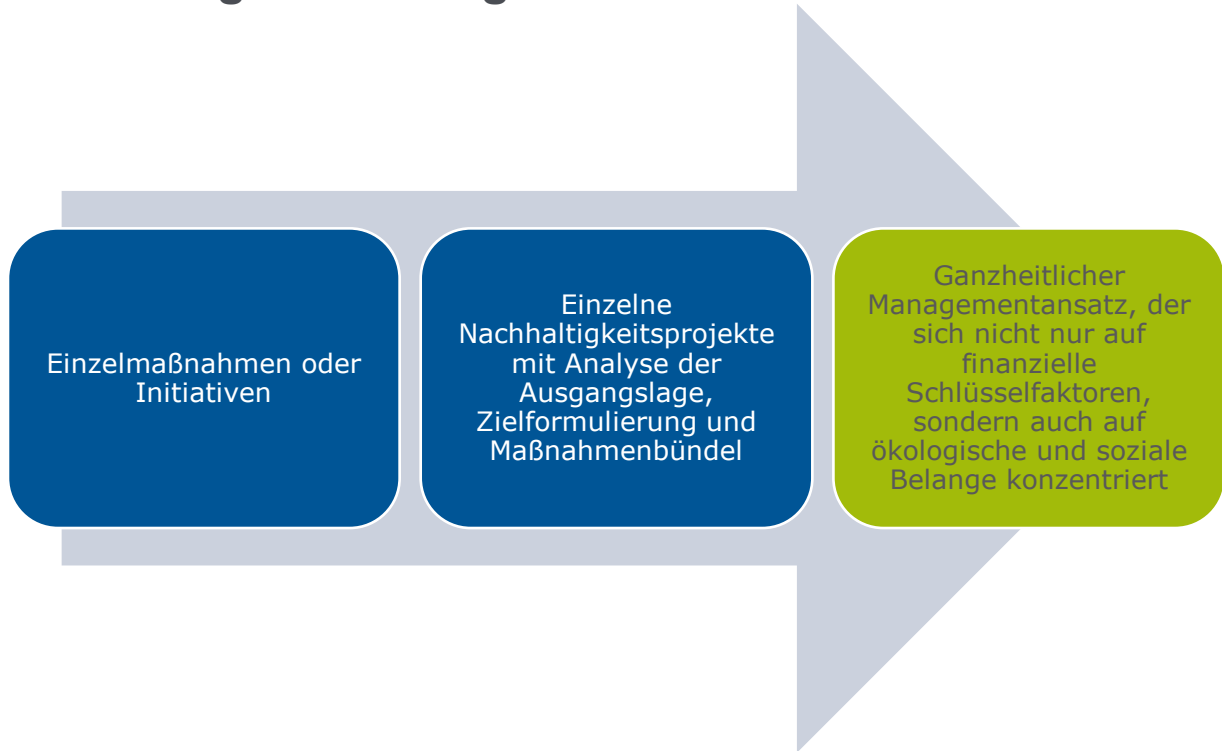 Einzelmaßnahmen oder
Initiativen
Einzelne
Nachhaltigkeitsprojekte
mit Analyse der
Ausgangslage,
Zielformulierung und
Maßnahmenbündel
Ganzheitlicher
Managementansatz, der
sich nicht nur auf
finanzielle
Schlüsselfaktoren,
sondern auch auf
ökologische und soziale
Belange konzentriert